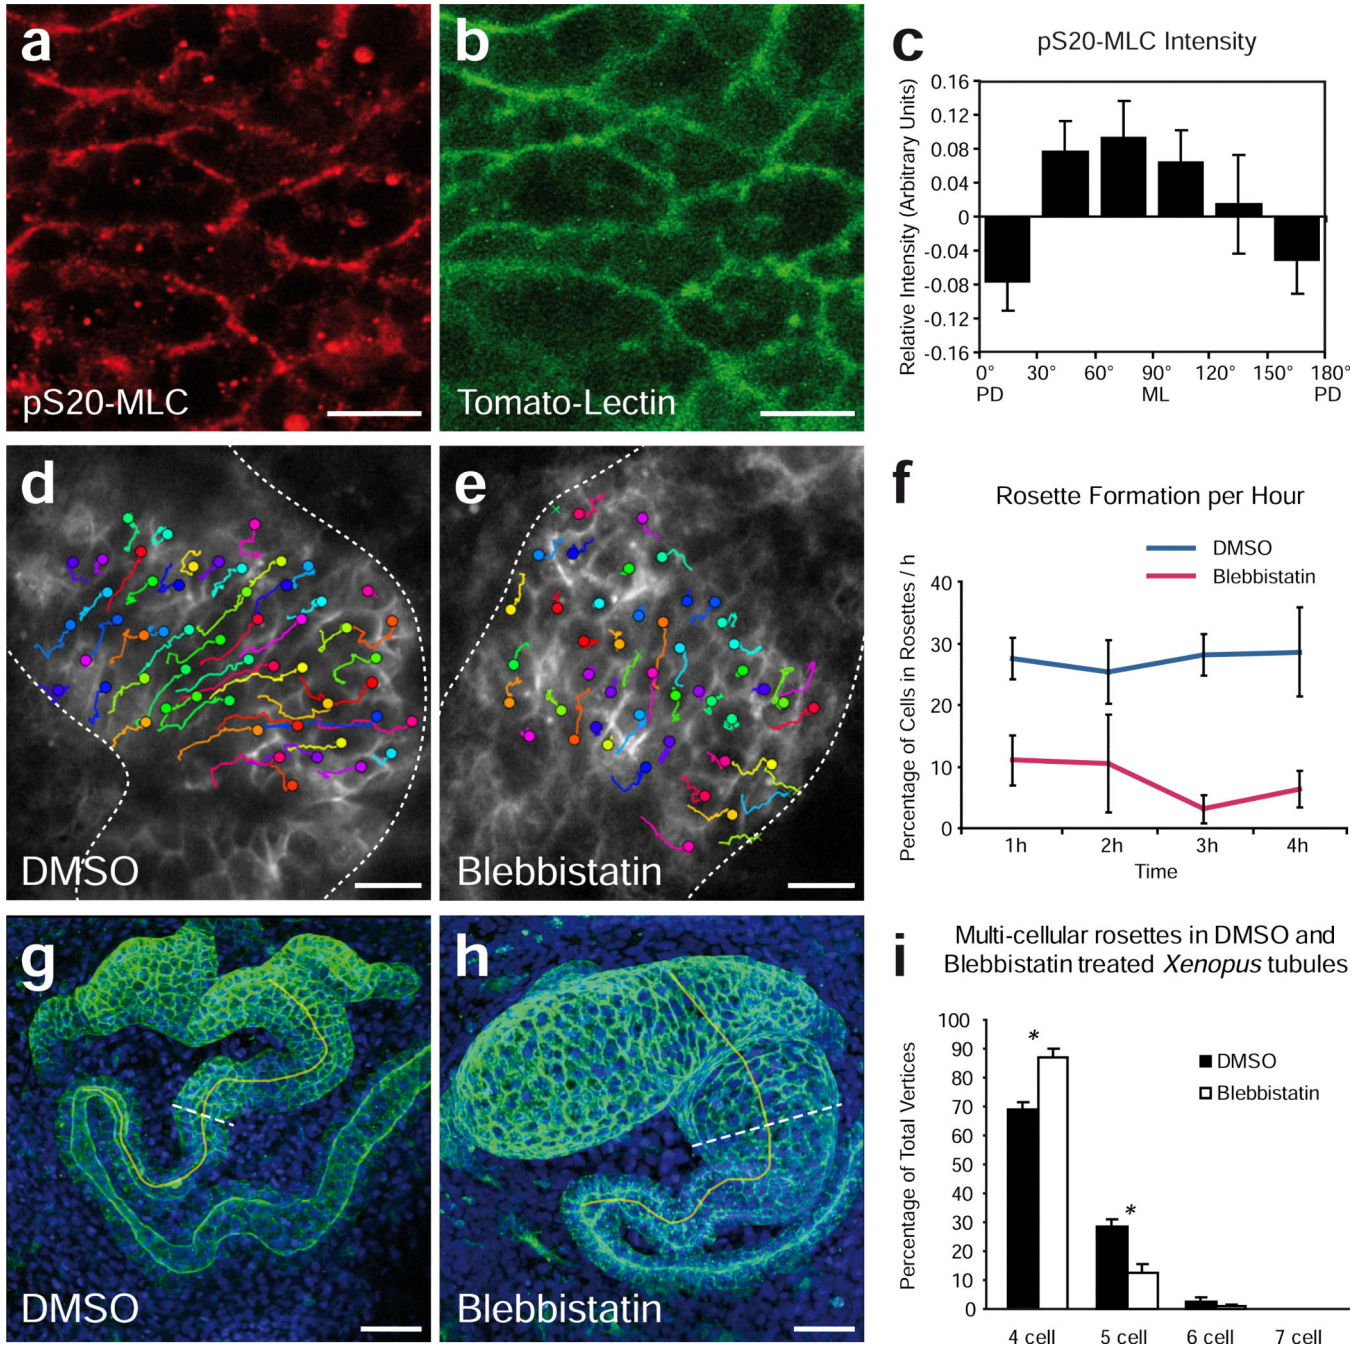 a
pS20-MLC
b
Tomato-Lectin
c
pS20-MLC Intensity
Relative Intensity (Arbitrary Units)
0.16
0.12
0.08
0.04
0
-0.04
-0.08
-0.12
-0.16
0° 30° 60° 90° 120° 150° 180°
PD ML PD
d
DMSO
e
Blebbistatin
f
Rosette Formation per Hour
DMSO
Blebbistatin
Percentage of Cells in Rosettes / h
40
30
20
10
0
1h 2h 3h 4h
Time
g
DMSO
h
Blebbistatin
i
Multi-cellular rosettes in DMSO and
Blebbistatin treated Xenopus tubules
Percentage of Total Vertices
100
90
80
70
60
50
40
30
20
10
0
*
*
DMSO
Blebbistatin
4 cell 5 cell 6 cell 7 cell